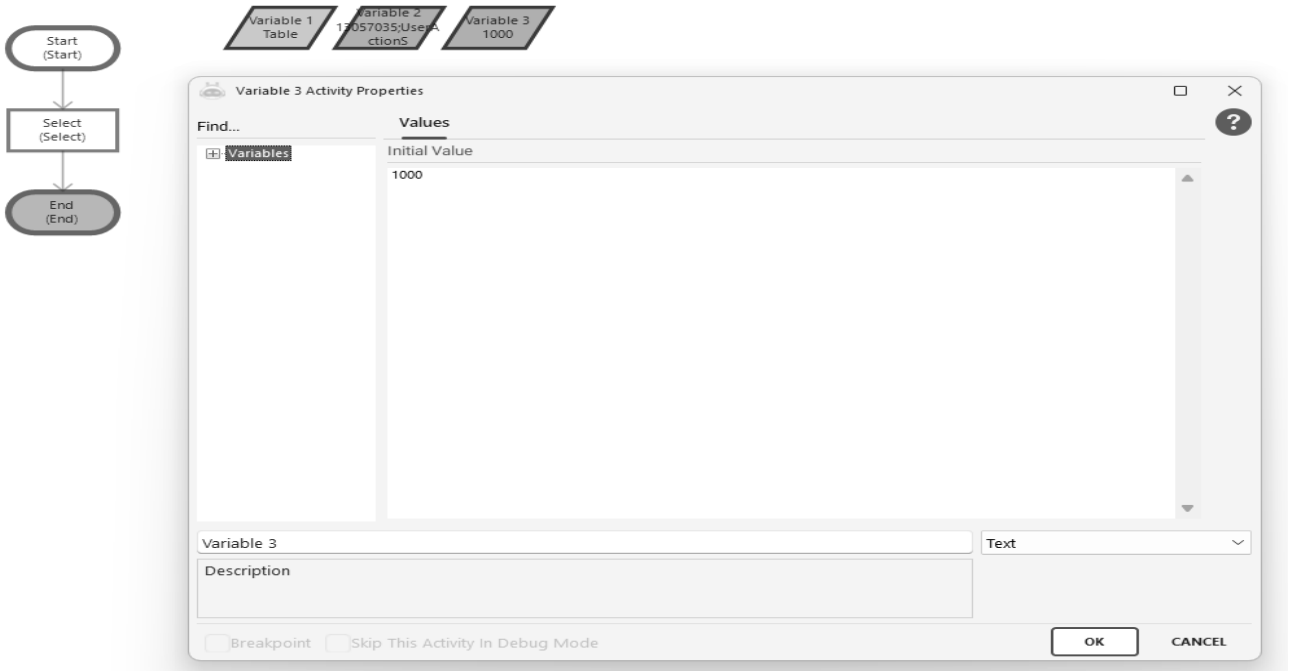 Start
(Start)
Select
(Select)
End
(End)
Variable 1
Table
Variable 2
13057035;UserA
ctionS
Variable 3
1000
Variable 3 Activity Properties
Find...
Values
?
Variables
Initial Value
1000
Variable 3
Text
Description
Breakpoint
Skip This Activity In Debug Mode
OK
CANCEL